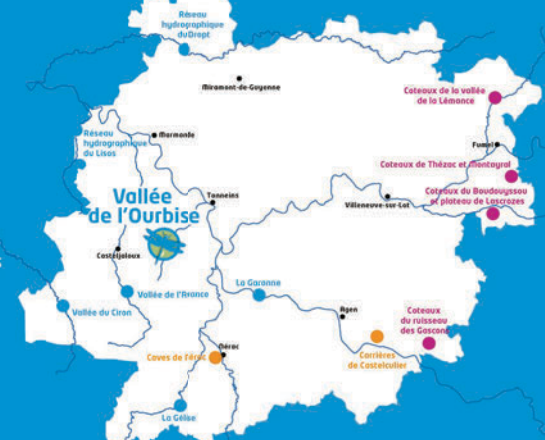 Réseau
hydrographique
du Dropt
Miramont-de-Guyenne
Coteaux de la vallée
de la Lémance
Réseau
hydrographique
du Lisos
Marmande
Fumel
Coteaux de Thézac et Montayral
Vallée
de l'Ourbise
Tonneins
Villeneuve-sur-Lot
Coteaux du Boudouyssou
et plateau de Lascrozes
Casteljaloux
La Garonne
Vallée de l'Avance
Vallée du Ciron
Agen
Coteaux
du ruisseau
des Gascons
Nérac
Caves de
Carrières
de Castelculier
La Gélise